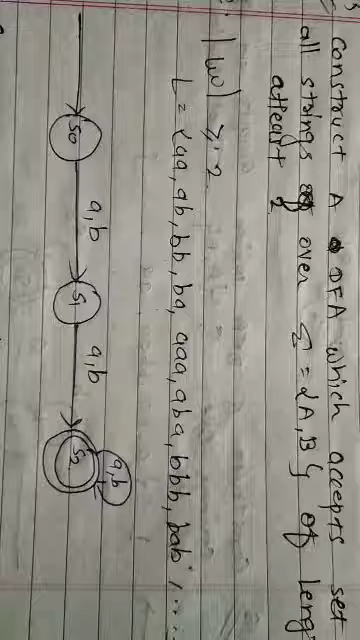 construct A DFA which accepts set
all strings over Σ = {A, B} of leng
atleast 2
|w| ≥ 2
L = {aa, ab, bb, ba, aaa, aba, bbb, bab, ....
S0 a,b S1 a,b S2 a,b